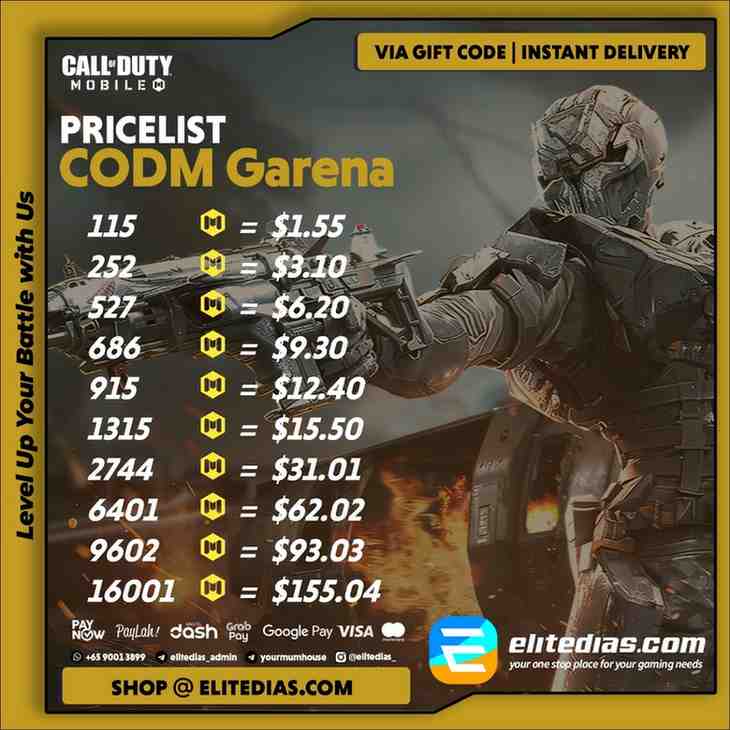 VIA GIFT CODE | INSTANT DELIVERY
CALL OF DUTY
MOBILE
PRICELIST
CODM Garena
115 = $1.55
252 = $3.10
527 = $6.20
686 = $9.30
915 = $12.40
1315 = $15.50
2744 = $31.01
6401 = $62.02
9602 = $93.03
16001 = $155.04
Level Up Your Battle with Us
PAY NOW PayLah! dash Grab Pay Google Pay VISA mastercard
+65 9001 3899 elitedias_admin yourmumhouse @elitedias_
SHOP @ ELITEDIAS.COM
elitedias.com
your one stop place for your gaming needs